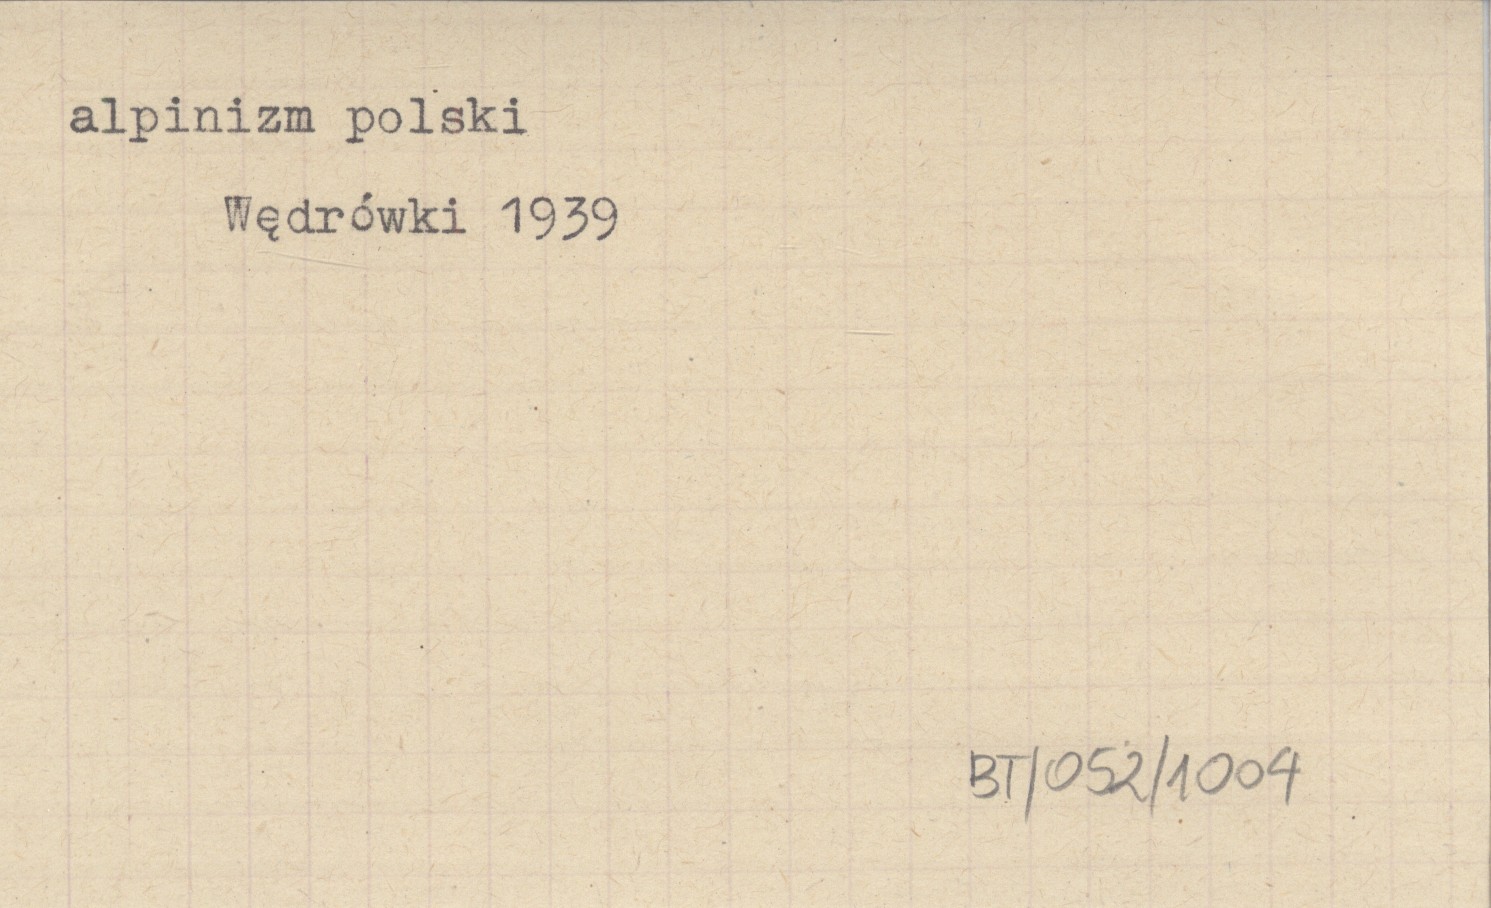 alpinizm polski
Wędrówki 1939
BT/052/1004